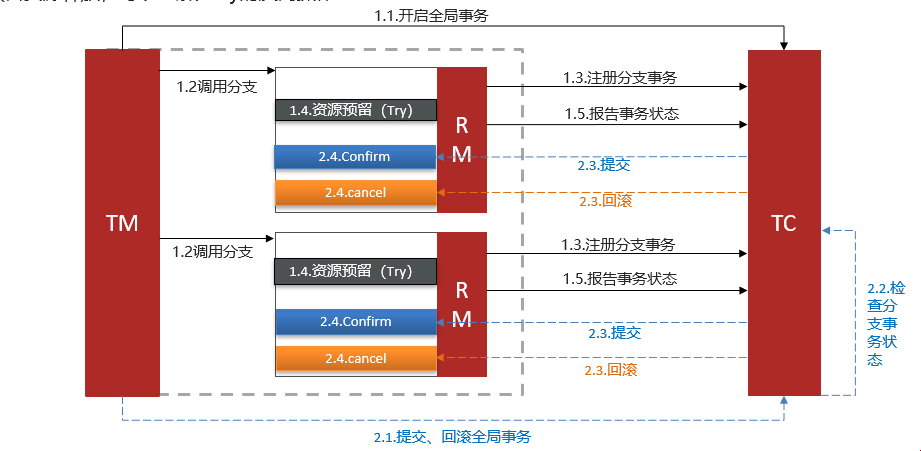 1.1.开启全局事务
TM
1.2调用分支
1.4.资源预留（Try）
2.4.Confirm
2.4.cancel
R
M
1.3.注册分支事务
1.5.报告事务状态
2.3.提交
2.3.回滚
TC
1.2调用分支
1.4.资源预留（Try）
2.4.Confirm
2.4.cancel
R
M
1.3.注册分支事务
1.5.报告事务状态
2.3.提交
2.3.回滚
2.2.检
查分
支事
务状
态
2.1.提交、回滚全局事务